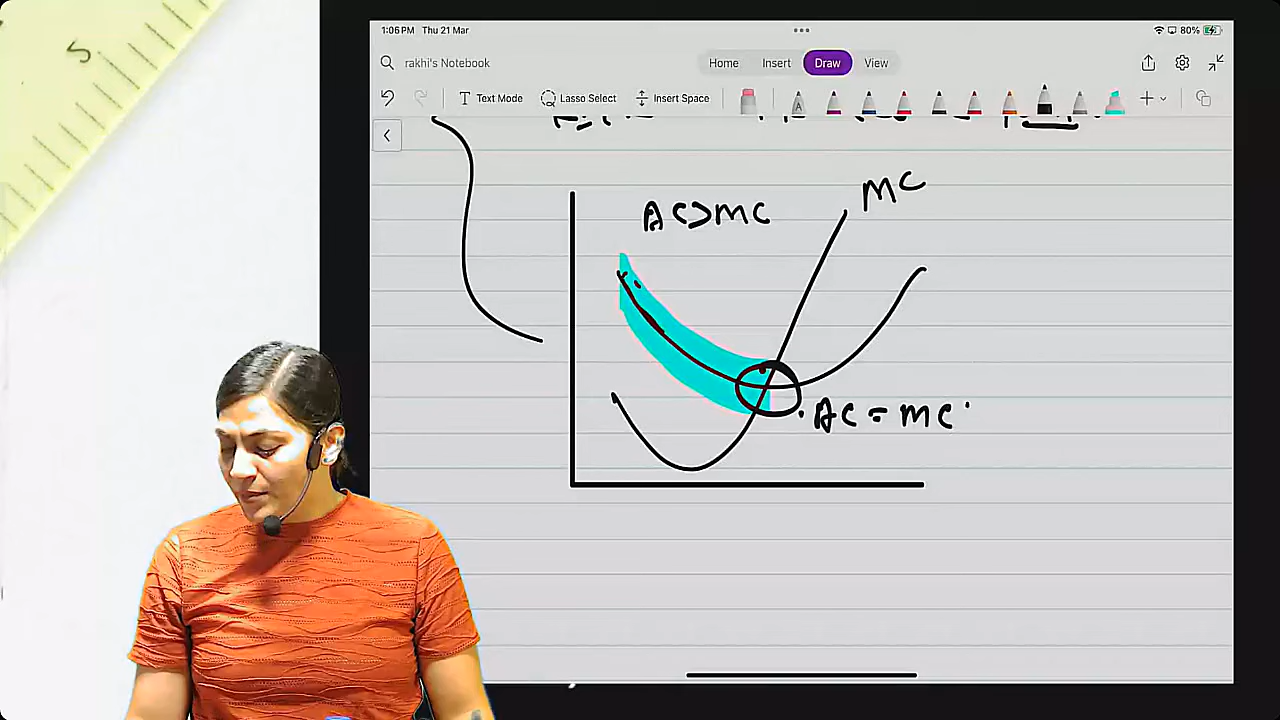 5
1:06 PM Thu 21 Mar
80%
rakhi's Notebook
Home Insert Draw View
Text Mode Lasso Select Insert Space
A
MC
AC>MC
AC = MC